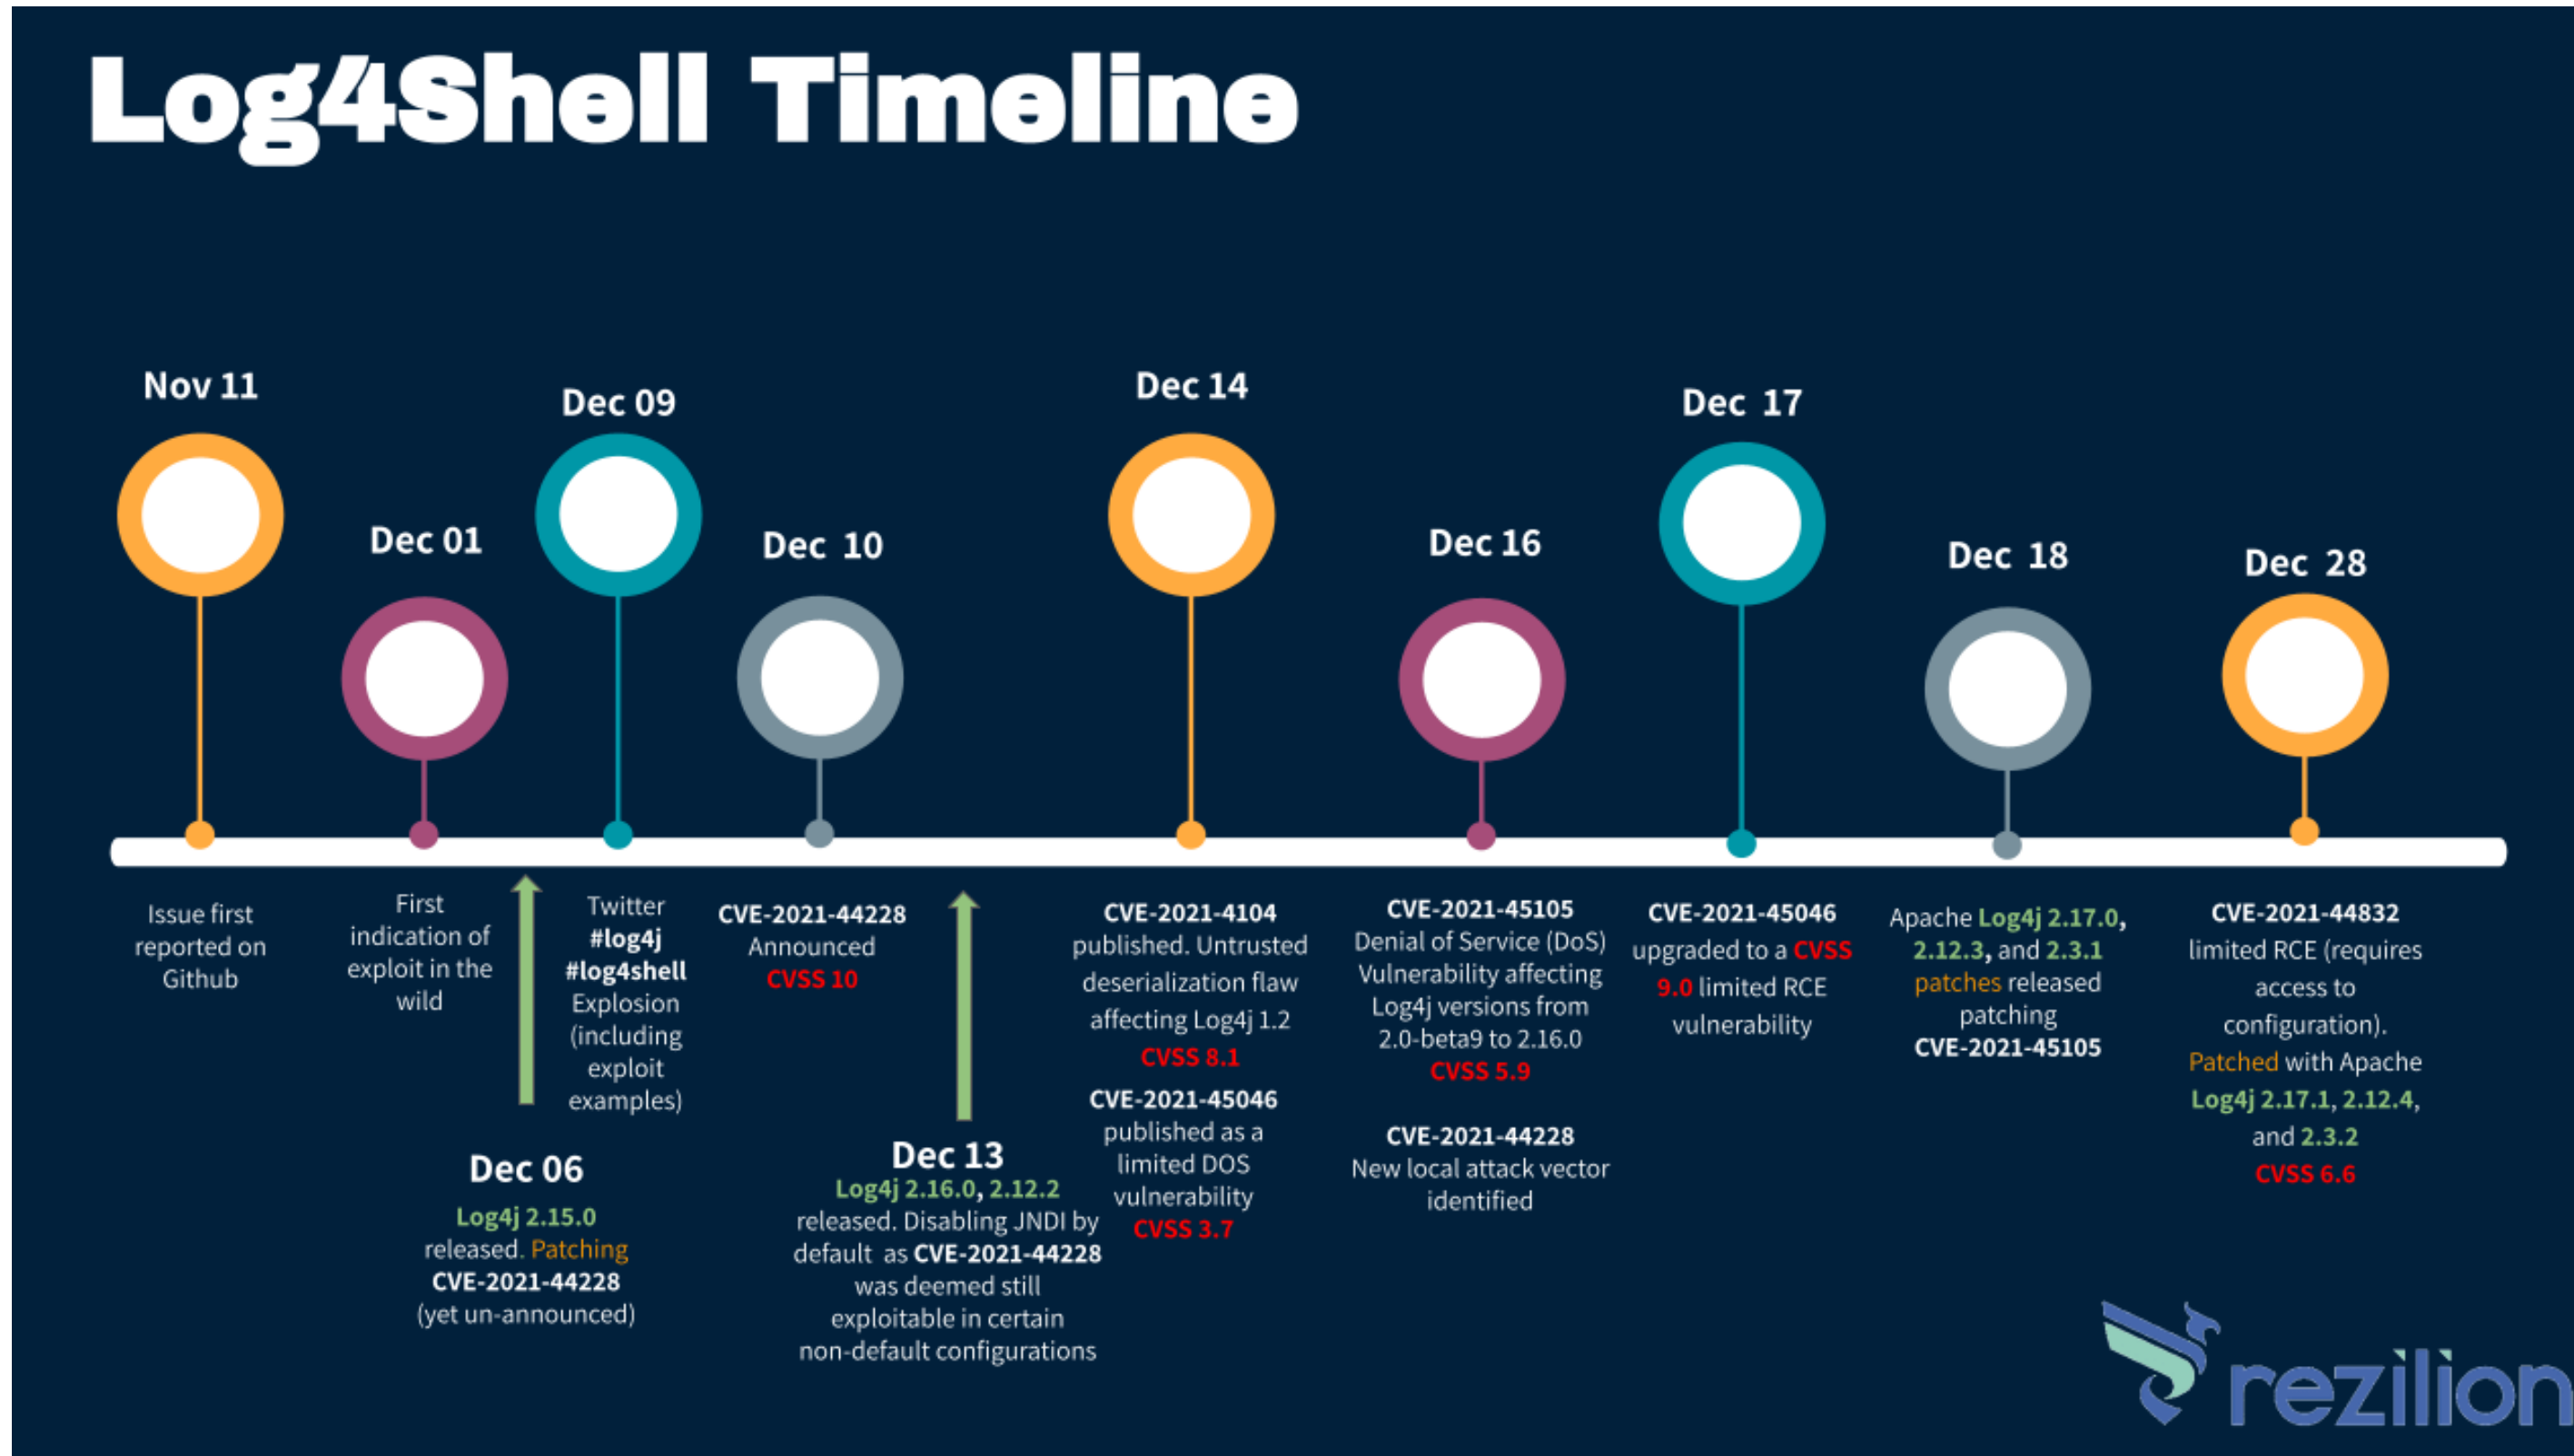 Log4Shell Timeline
Nov 11
Issue first
reported on
Github
Dec 01
First
indication of
exploit in the
wild
Dec 06
Log4j 2.15.0
released. Patching
CVE-2021-44228
(yet un-announced)
Dec 09
Twitter
#log4j
#log4shell
Explosion
(including
exploit
examples)
Dec 10
CVE-2021-44228
Announced
CVSS 10
Dec 13
Log4j 2.16.0, 2.12.2
released. Disabling JNDI by
default as CVE-2021-44228
was deemed still
exploitable in certain
non-default configurations
Dec 14
CVE-2021-4104
published. Untrusted
deserialization flaw
affecting Log4j 1.2
CVSS 8.1
CVE-2021-45046
published as a
limited DOS
vulnerability
CVSS 3.7
Dec 16
CVE-2021-45105
Denial of Service (DoS)
Vulnerability affecting
Log4j versions from
2.0-beta9 to 2.16.0
CVSS 5.9
CVE-2021-44228
New local attack vector
identified
Dec 17
CVE-2021-45046
upgraded to a CVSS
9.0 limited RCE
vulnerability
Dec 18
Apache Log4j 2.17.0,
2.12.3, and 2.3.1
patches released
patching
CVE-2021-45105
Dec 28
CVE-2021-44832
limited RCE (requires
access to
configuration).
Patched with Apache
Log4j 2.17.1, 2.12.4,
and 2.3.2
CVSS 6.6
rezilion